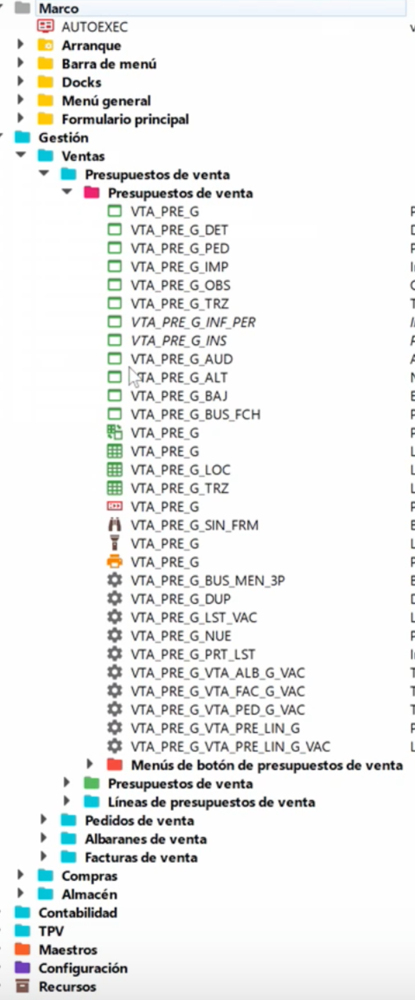 Marco
AUTOEXEC
Arranque
Barra de menú
Docks
Menú general
Formulario principal
Gestión
Ventas
Presupuestos de venta
Presupuestos de venta
VTA_PRE_G
VTA_PRE_G_DET
VTA_PRE_G_PED
VTA_PRE_G_IMP
VTA_PRE_G_OBS
VTA_PRE_G_TRZ
VTA_PRE_G_INF_PER
VTA_PRE_G_INS
VTA_PRE_G_AUD
VTA_PRE_G_ALT
VTA_PRE_G_BAJ
VTA_PRE_G_BUS_FCH
VTA_PRE_G
VTA_PRE_G
VTA_PRE_G_LOC
VTA_PRE_G_TRZ
VTA_PRE_G
VTA_PRE_G_SIN_FRM
VTA_PRE_G
VTA_PRE_G
VTA_PRE_G_BUS_MEN_3P
VTA_PRE_G_DUP
VTA_PRE_G_LST_VAC
VTA_PRE_G_NUE
VTA_PRE_G_PRT_LST
VTA_PRE_G_VTA_ALB_G_VAC
VTA_PRE_G_VTA_FAC_G_VAC
VTA_PRE_G_VTA_PED_G_VAC
VTA_PRE_G_VTA_PRE_LIN_G
VTA_PRE_G_VTA_PRE_LIN_G_VAC
Menús de botón de presupuestos de venta
Presupuestos de venta
Líneas de presupuestos de venta
Pedidos de venta
Albaranes de venta
Facturas de venta
Compras
Almacén
Contabilidad
TPV
Maestros
Configuración
Recursos